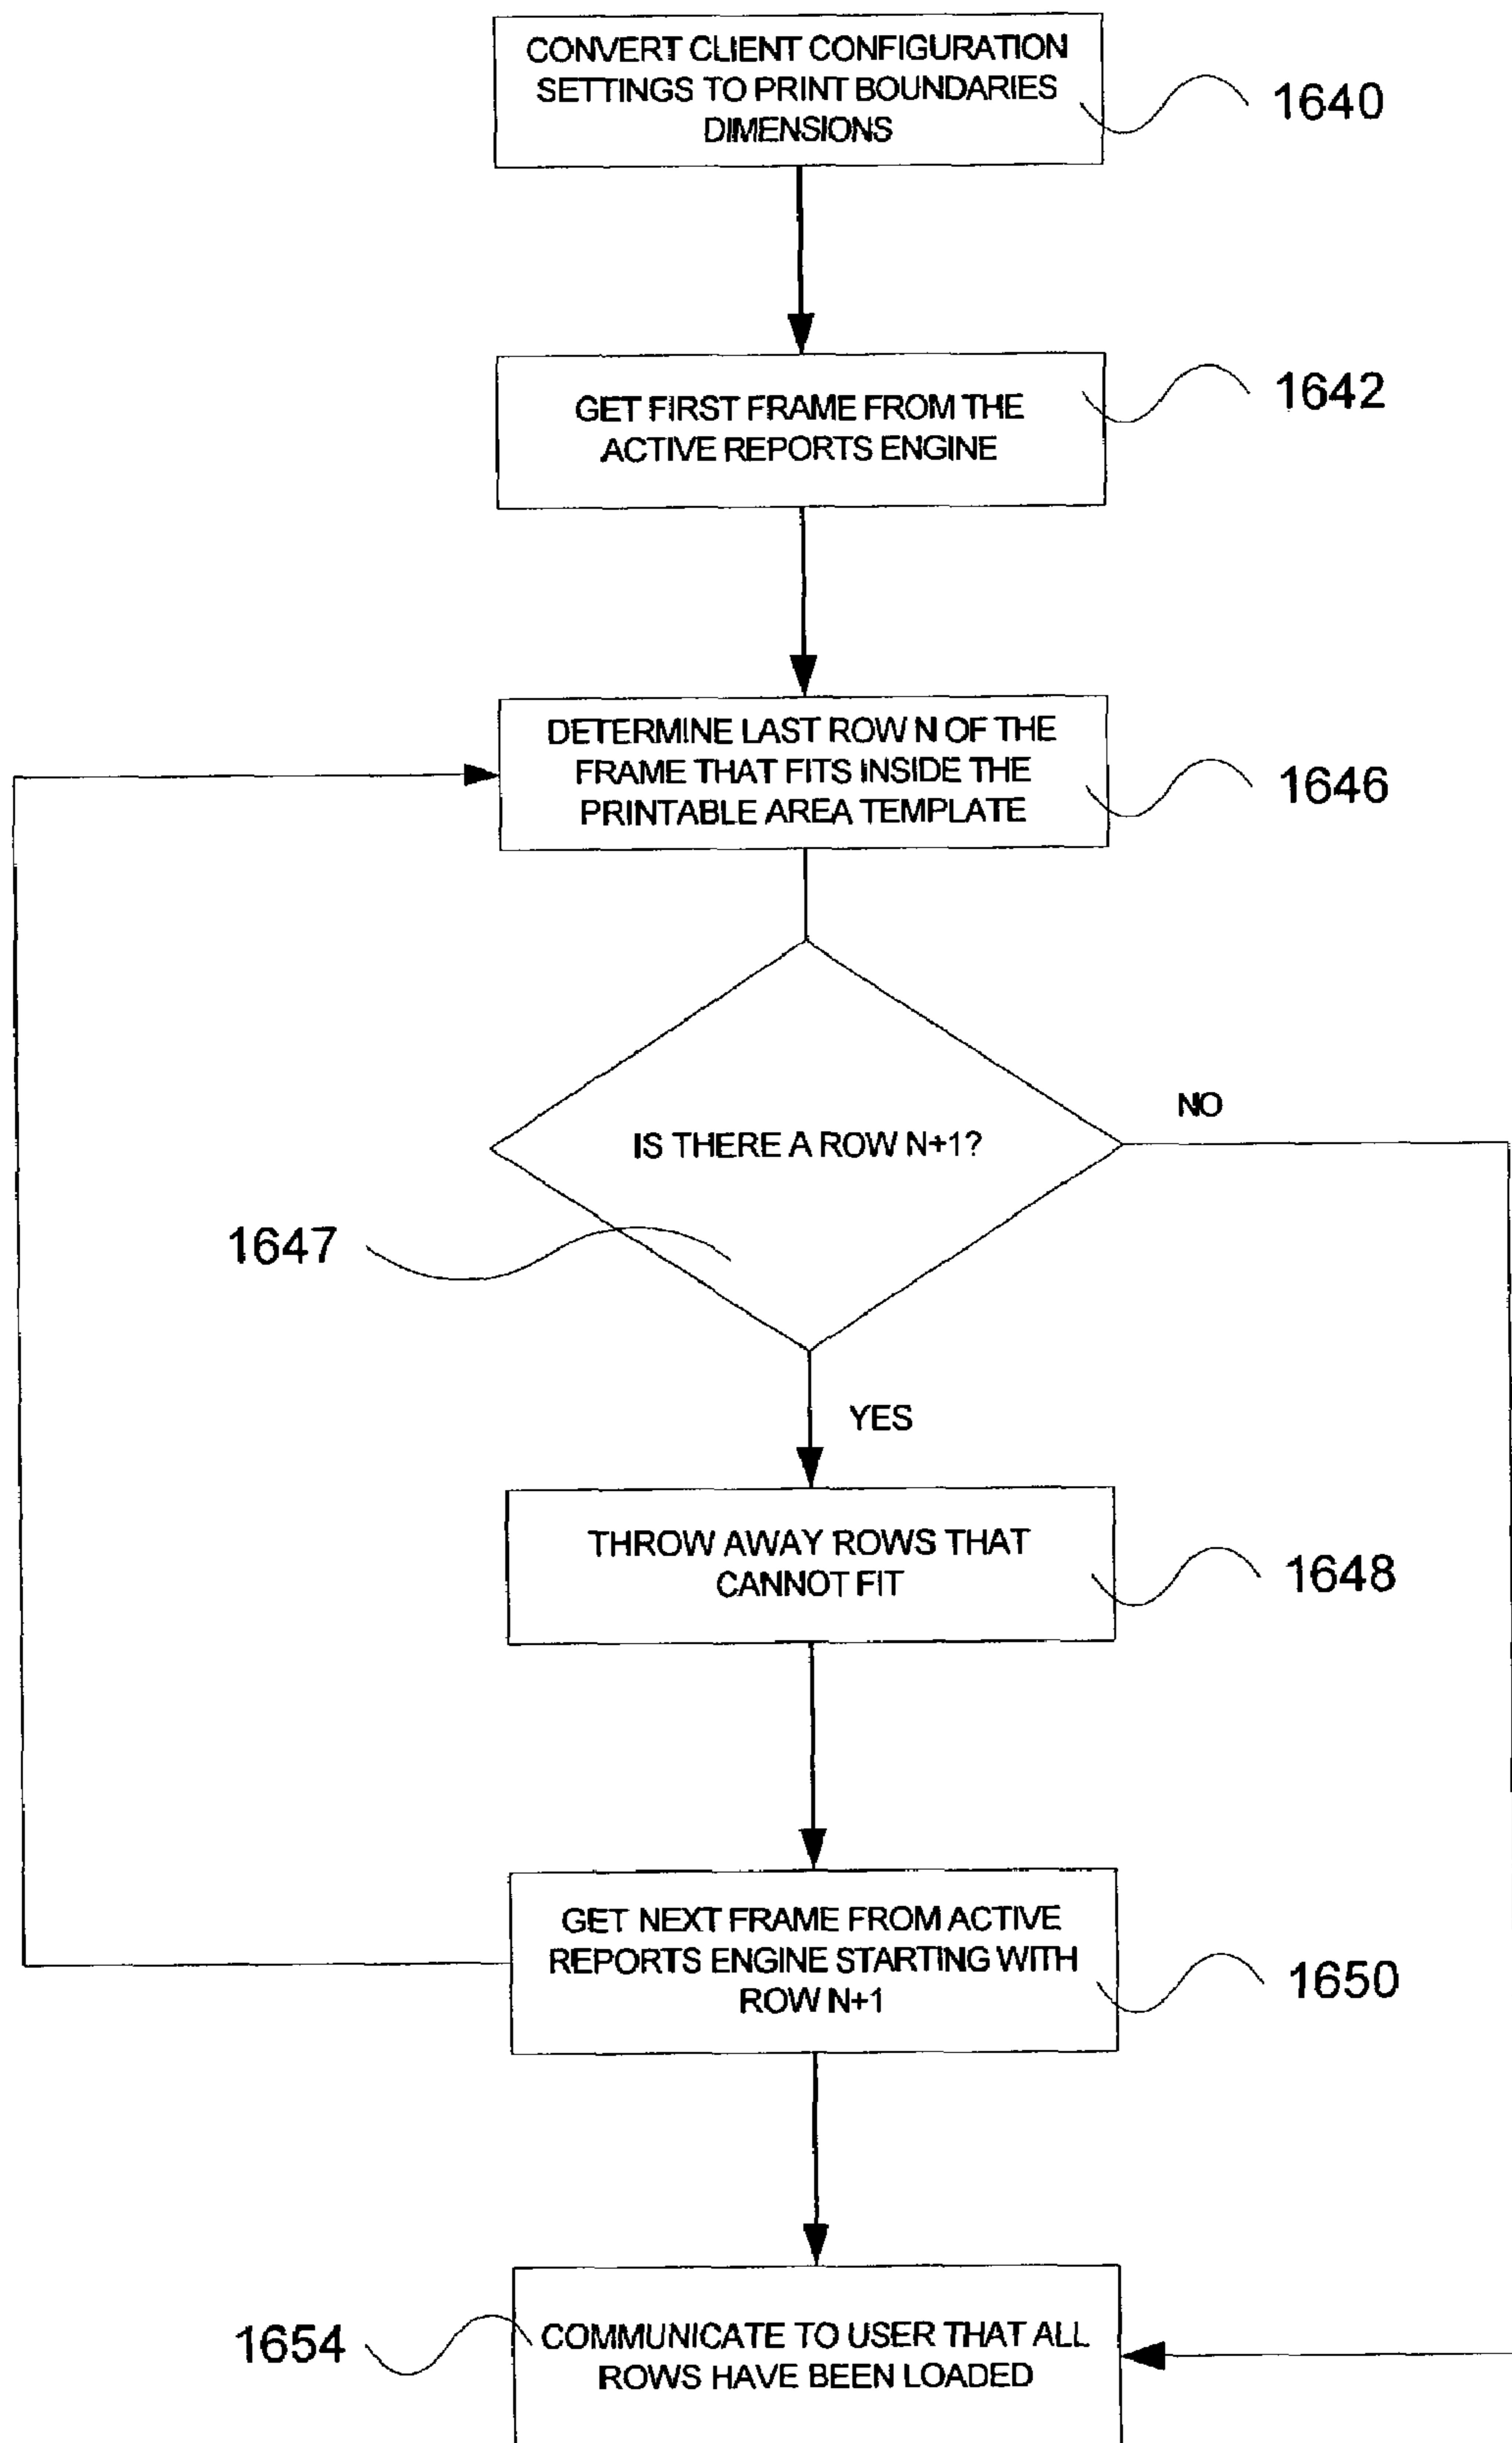 CONVERT CLIENT CONFIGURATION
SETTINGS TO PRINT BOUNDARIES
DIMENSIONS
1640
GET FIRST FRAME FROM THE
ACTIVE REPORTS ENGINE
1642
DETERMINE LAST ROW N OF THE
FRAME THAT FITS INSIDE THE
PRINTABLE AREA TEMPLATE
1646
NO
IS THERE A ROW N+1?
1647
YES
THROW AWAY ROWS THAT
CANNOT FIT
1648
GET NEXT FRAME FROM ACTIVE
REPORTS ENGINE STARTING WITH
ROW N+1
1650
1654
COMMUNICATE TO USER THAT ALL
ROWS HAVE BEEN LOADED